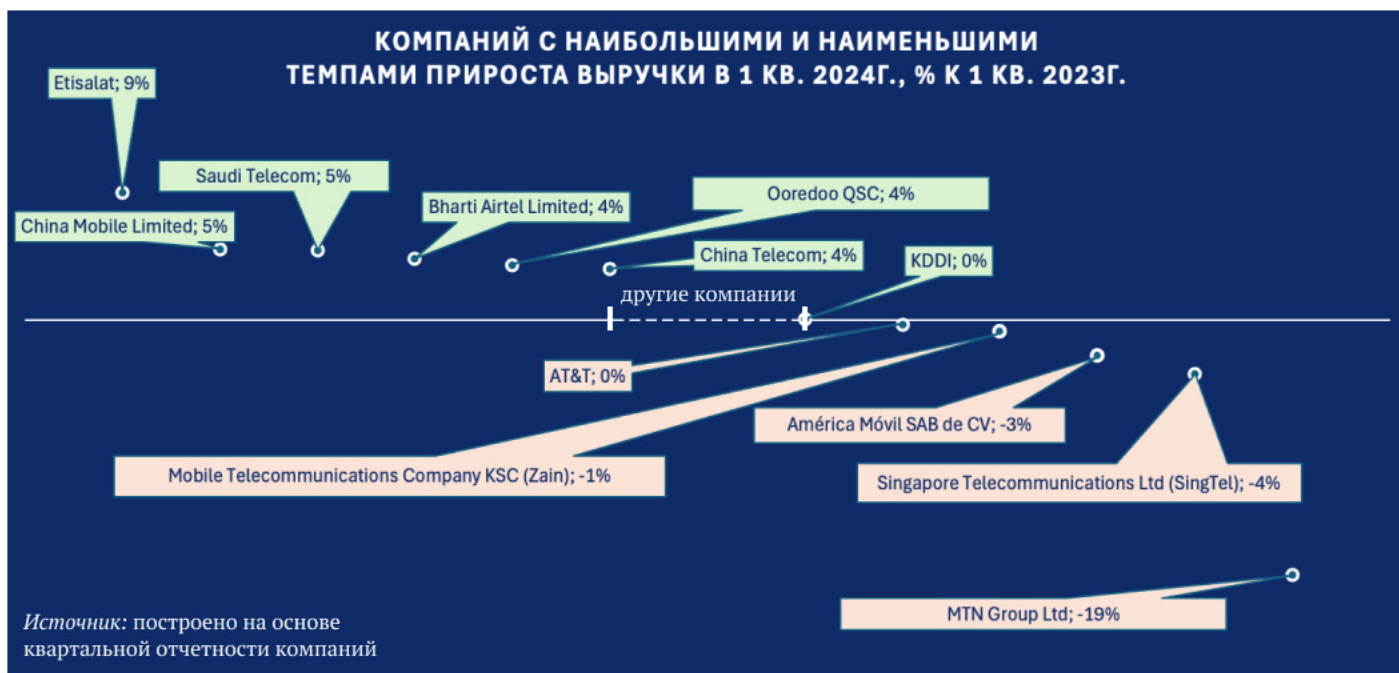 КОМПАНИЙ С НАИБОЛЬШИМИ И НАИМЕНЬШИМИ
ТЕМПАМИ ПРИРОСТА ВЫРУЧКИ В 1 КВ. 2024Г., % К 1 КВ. 2023Г.
Etisalat; 9%
Saudi Telecom; 5%
China Mobile Limited; 5%
Bharti Airtel Limited; 4%
Ooredoo QSC; 4%
China Telecom; 4%
KDDI; 0%
другие компании
AT&T; 0%
América Móvil SAB de CV; -3%
Mobile Telecommunications Company KSC (Zain); -1%
Singapore Telecommunications Ltd (SingTel); -4%
MTN Group Ltd; -19%
Источник: построено на основе
квартальной отчетности компаний